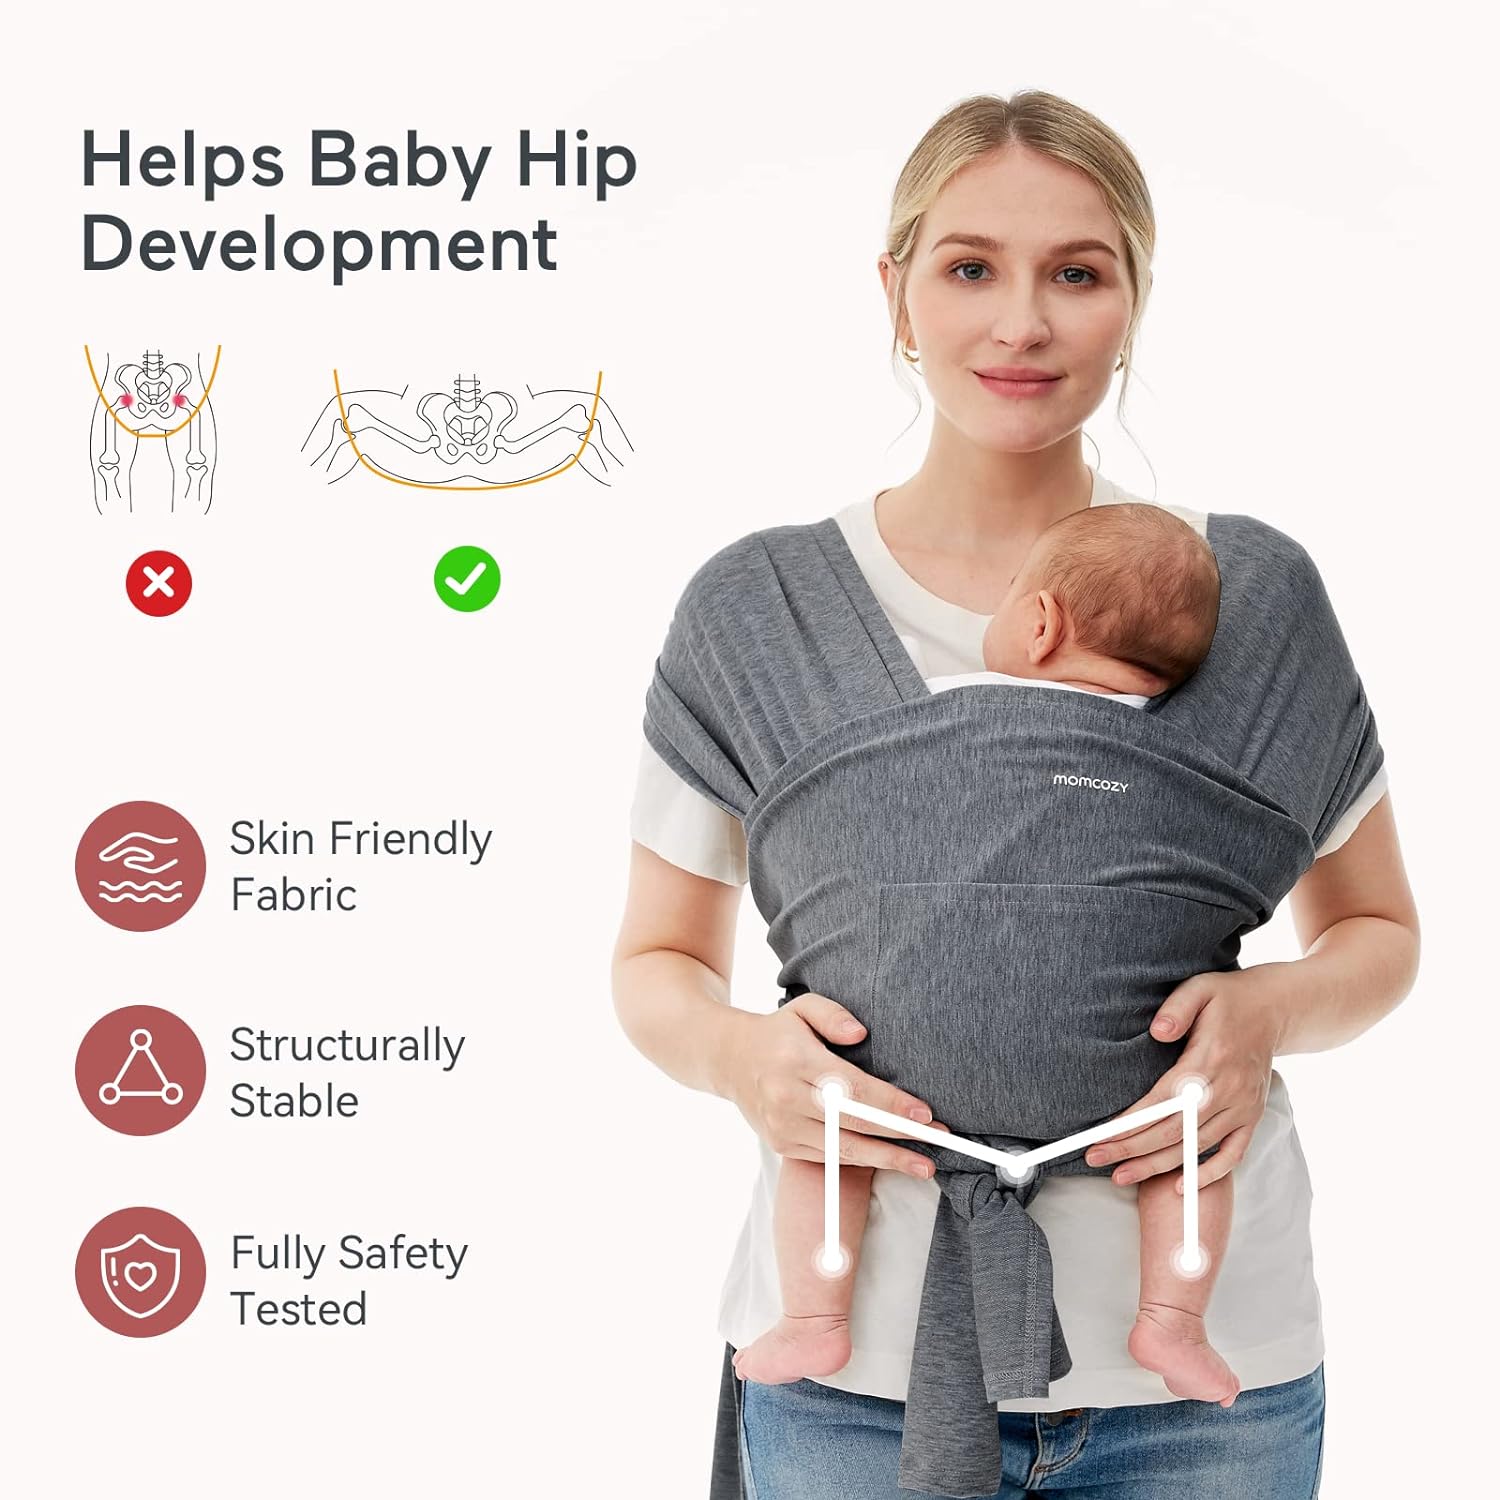 Helps Baby Hip
Development
momcozy
Skin Friendly
Fabric
Structurally
Stable
Fully Safety
Tested